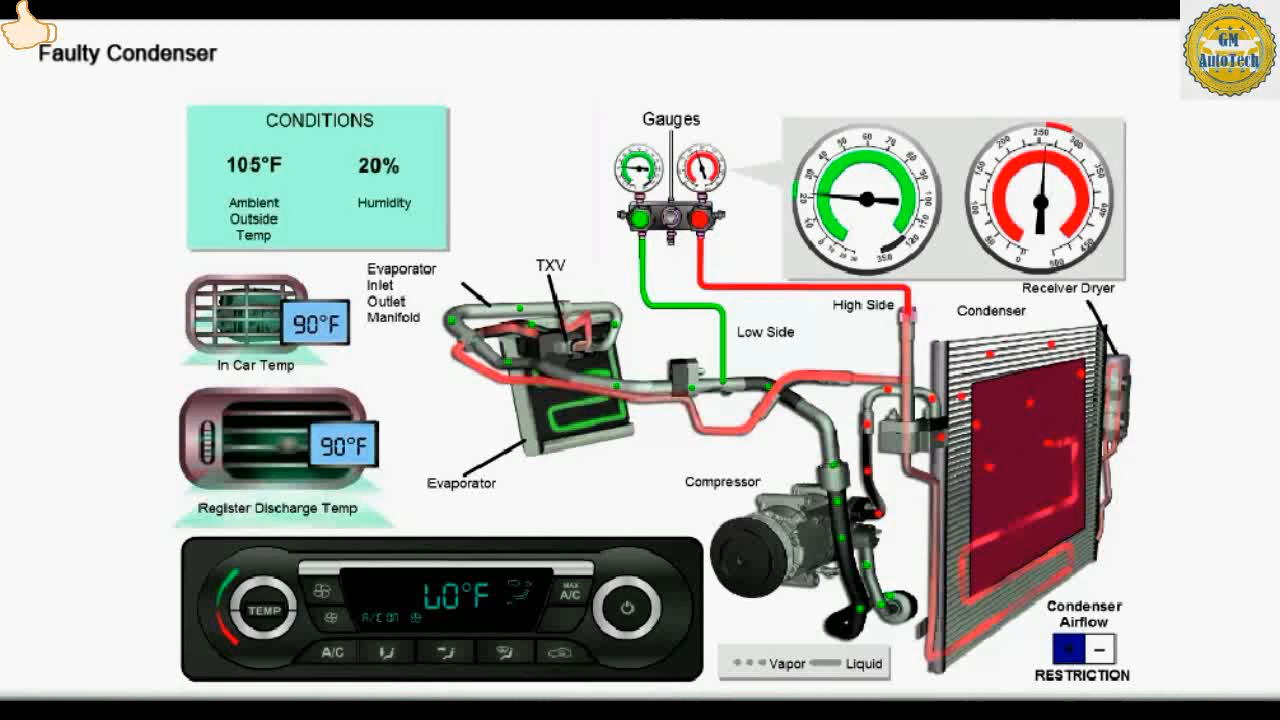 GM
AutoTech
Faulty Condenser
CONDITIONS
105°F
20%
Ambient
Outside
Temp
Humidity
Gauges
Evaporator
Inlet
Outlet
Manifold
TXV
High Side
Low Side
Receiver Dryer
Condenser
90°F
In Car Temp
90°F
Register Discharge Temp
Evaporator
Compressor
TEMP
LO°F
A/C ON
MAX
A/C
A/C
Vapor
Liquid
Condenser
Airflow
+ −
RESTRICTION